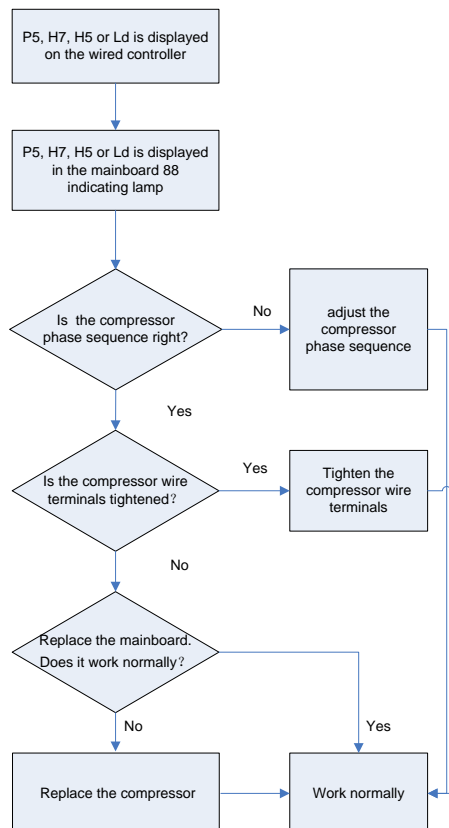 P5, H7, H5 or Ld is displayed
on the wired controller
P5, H7, H5 or Ld is displayed
in the mainboard 88
indicating lamp
Is the compressor
phase sequence right?
No
adjust the
compressor
phase sequence
Yes
Is the compressor wire
terminals tightened？
Yes
Tighten the
compressor wire
terminals
No
Replace the mainboard.
Does it work normally？
No
Yes
Replace the compressor
Work normally